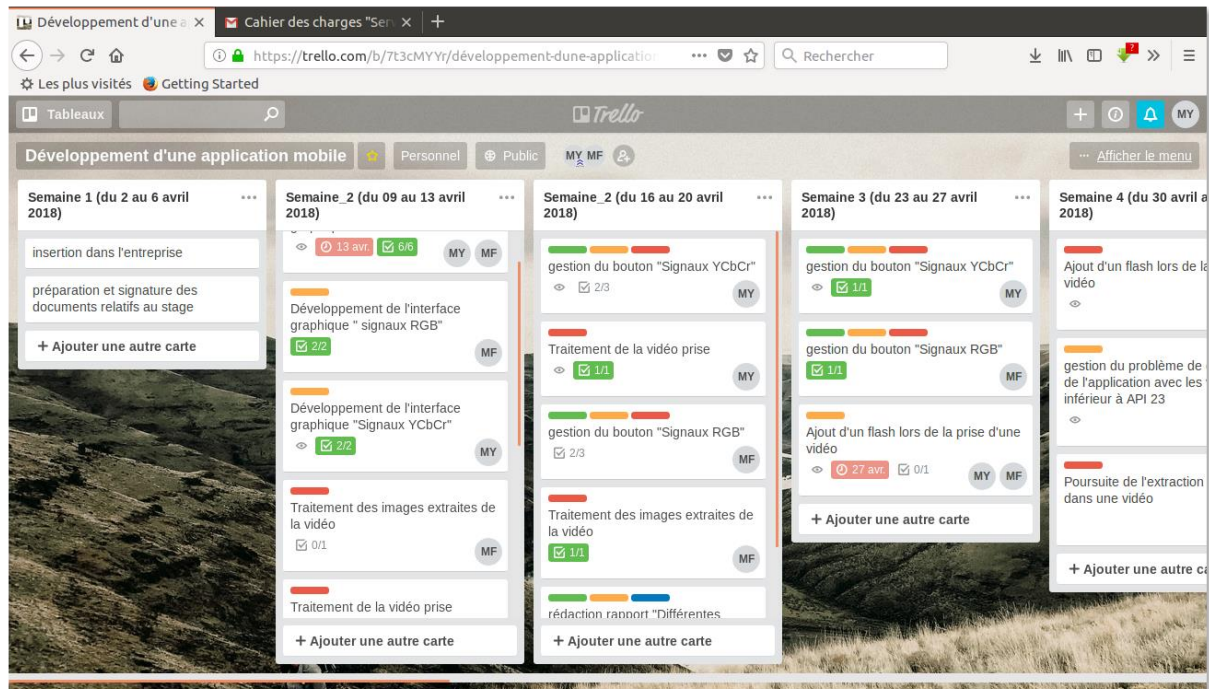 Développement d'une a
Cahier des charges "Serv
https://trello.com/b/7t3cMYYr/développement-dune-application
Rechercher
Les plus visités
Getting Started
Tableaux
Trello
MY
Développement d'une application mobile
Personnel
Public
MY MF
Afficher le menu
Semaine 1 (du 2 au 6 avril
2018)
insertion dans l'entreprise
préparation et signature des
documents relatifs au stage
+ Ajouter une autre carte
Semaine_2 (du 09 au 13 avril
2018)
13 avr. 6/6
MY MF
Développement de l'interface
graphique " signaux RGB"
2/2
MF
Développement de l'interface
graphique "Signaux YCbCr"
2/2
MY
Traitement des images extraites de
la vidéo
0/1
MF
Traitement de la vidéo prise
+ Ajouter une autre carte
Semaine_2 (du 16 au 20 avril
2018)
gestion du bouton "Signaux YCbCr"
2/3
MY
Traitement de la vidéo prise
1/1
MY
gestion du bouton "Signaux RGB"
2/3
MF
Traitement des images extraites de
la vidéo
1/1
MF
rédaction rapport "Différentes
+ Ajouter une autre carte
Semaine 3 (du 23 au 27 avril
2018)
gestion du bouton "Signaux YCbCr"
1/1
MY
gestion du bouton "Signaux RGB"
1/1
MF
Ajout d'un flash lors de la prise d'une
vidéo
27 avr. 0/1
MY MF
+ Ajouter une autre carte
Semaine 4 (du 30 avril a
2018)
Ajout d'un flash lors de la
vidéo
gestion du problème de
de l'application avec les
inférieur à API 23
Poursuite de l'extraction
dans une vidéo
+ Ajouter une autre ca